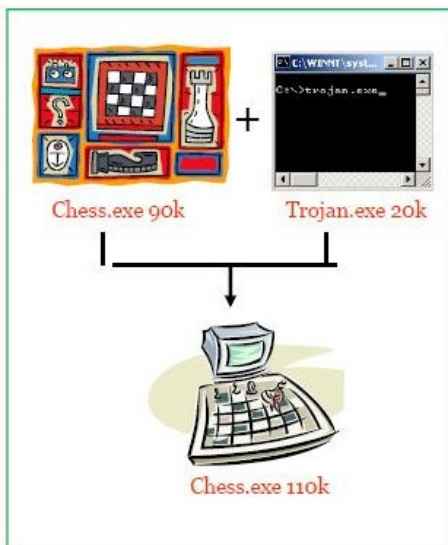 C:\WINNT\syst...
C:\>trojan.exe_
+
Chess.exe 90k
Trojan.exe 20k
Chess.exe 110k